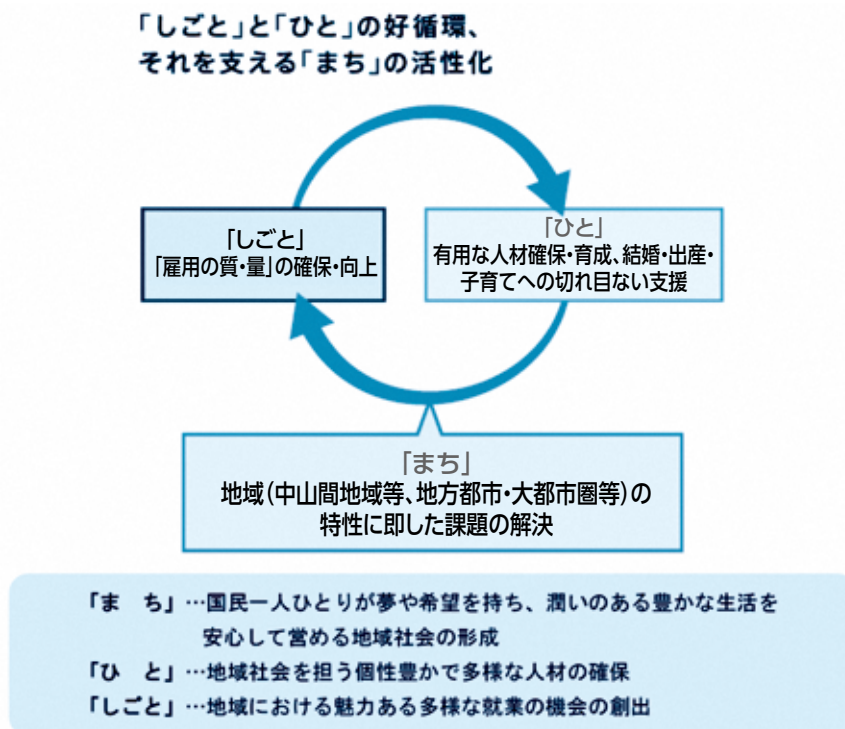 「しごと」と「ひと」の好循環、
それを支える「まち」の活性化
「しごと」
「雇用の質・量」の確保・向上
「ひと」
有用な人材確保・育成、結婚・出産・
子育てへの切れ目ない支援
「まち」
地域(中山間地域等、地方都市・大都市圏等)の
特性に即した課題の解決
「ま　ち」…国民一人ひとりが夢や希望を持ち、潤いのある豊かな生活を
安心して営める地域社会の形成
「ひ　と」…地域社会を担う個性豊かで多様な人材の確保
「しごと」…地域における魅力ある多様な就業の機会の創出